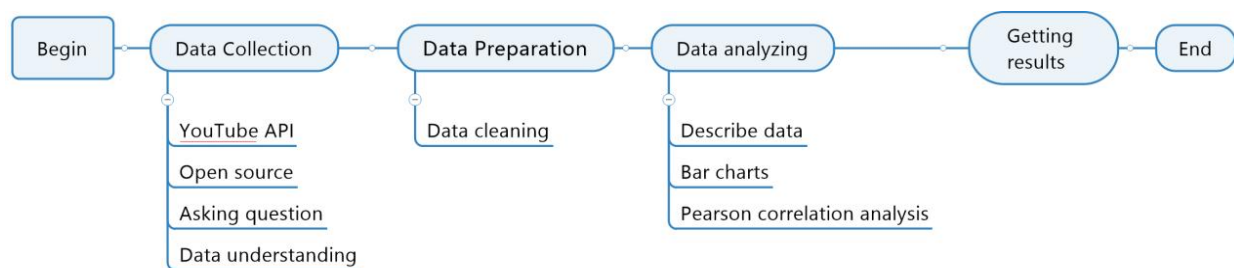 Begin
Data Collection
Data Preparation
Data analyzing
Getting
results
End
YouTube API
Open source
Asking question
Data understanding
Data cleaning
Describe data
Bar charts
Pearson correlation analysis